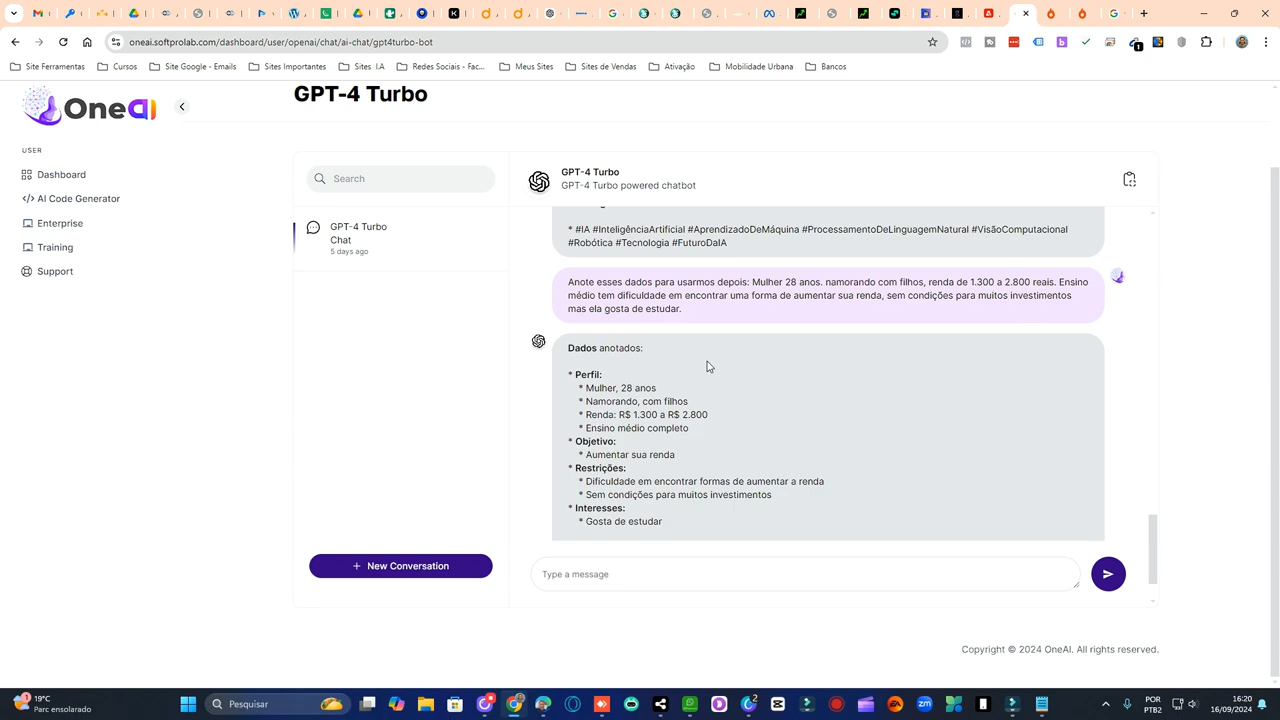 oneai.softprolab.com/dashboard/user/openai/chat/ai-chat/gpt4turbo-bot
Site Ferramentas
Cursos
Site Google - Emails
Sites Importantes
Sites I.A
Redes Sociais - Fac...
Meus Sites
Sites de Vendas
Ativação
Mobilidade Urbana
Bancos
OneAI
GPT-4 Turbo
USER
Dashboard
AI Code Generator
Enterprise
Training
Support
Search
GPT-4 Turbo
Chat
5 days ago
+ New Conversation
GPT-4 Turbo
GPT-4 Turbo powered chatbot
* #IA #InteligênciaArtificial #AprendizadoDeMáquina #ProcessamentoDeLinguagemNatural #VisãoComputacional
#Robótica #Tecnologia #FuturoDaIA
Anote esses dados para usarmos depois: Mulher 28 anos. namorando com filhos, renda de 1.300 a 2.800 reais. Ensino
médio tem dificuldade em encontrar uma forma de aumentar sua renda, sem condições para muitos investimentos
mas ela gosta de estudar.
Dados anotados:
* Perfil:
* Mulher, 28 anos
* Namorando, com filhos
* Renda: R$ 1.300 a R$ 2.800
* Ensino médio completo
* Objetivo:
* Aumentar sua renda
* Restrições:
* Dificuldade em encontrar formas de aumentar a renda
* Sem condições para muitos investimentos
* Interesses:
* Gosta de estudar
Type a message
Copyright © 2024 OneAI. All rights reserved.
19°C
Parc ensolarado
Pesquisar
POR
PTB2
16:20
16/09/2024